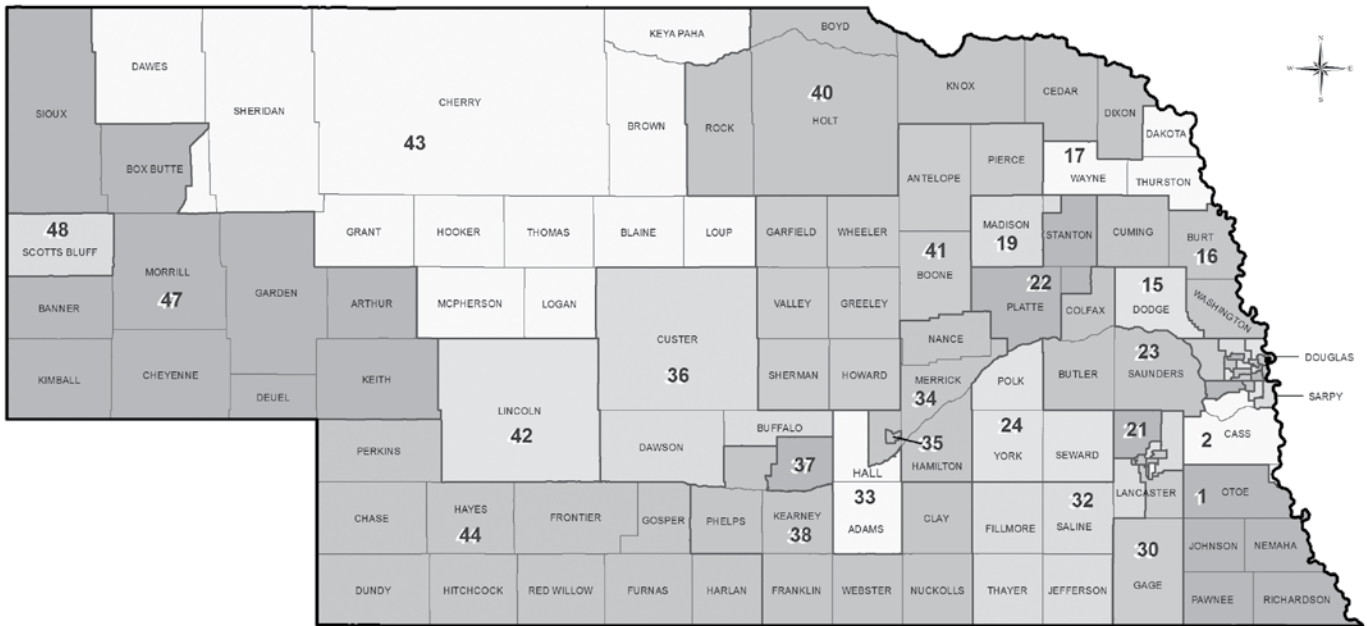 KEYA PAHA
BOYD
N
W
E
S
DAWES
SIOUX
SHERIDAN
CHERRY
43
BROWN
ROCK
40
HOLT
KNOX
CEDAR
DIXON
DAKOTA
BOX BUTTE
ANTELOPE
PIERCE
17
WAYNE
THURSTON
48
SCOTTS BLUFF
GRANT
HOOKER
THOMAS
BLAINE
LOUP
GARFIELD
WHEELER
41
BOONE
MADISON
19
STANTON
CUMING
BURT
16
MORRILL
47
BANNER
GARDEN
ARTHUR
MCPHERSON
LOGAN
VALLEY
GREELEY
22
PLATTE
COLFAX
15
DODGE
WASHINGTON
CUSTER
36
NANCE
KIMBALL
CHEYENNE
DEUEL
KEITH
LINCOLN
42
SHERMAN
HOWARD
MERRICK
34
POLK
BUTLER
23
SAUNDERS
DOUGLAS
SARPY
PERKINS
DAWSON
BUFFALO
37
HALL
35
HAMILTON
24
YORK
SEWARD
21
2
CASS
CHASE
HAYES
44
FRONTIER
GOSPER
PHELPS
KEARNEY
38
33
ADAMS
CLAY
FILLMORE
32
SALINE
LANCASTER
1
OTOE
DUNDY
HITCHCOCK
RED WILLOW
FURNAS
HARLAN
FRANKLIN
WEBSTER
NUCKOLLS
THAYER
JEFFERSON
30
GAGE
JOHNSON
NEMAHA
PAWNEE
RICHARDSON